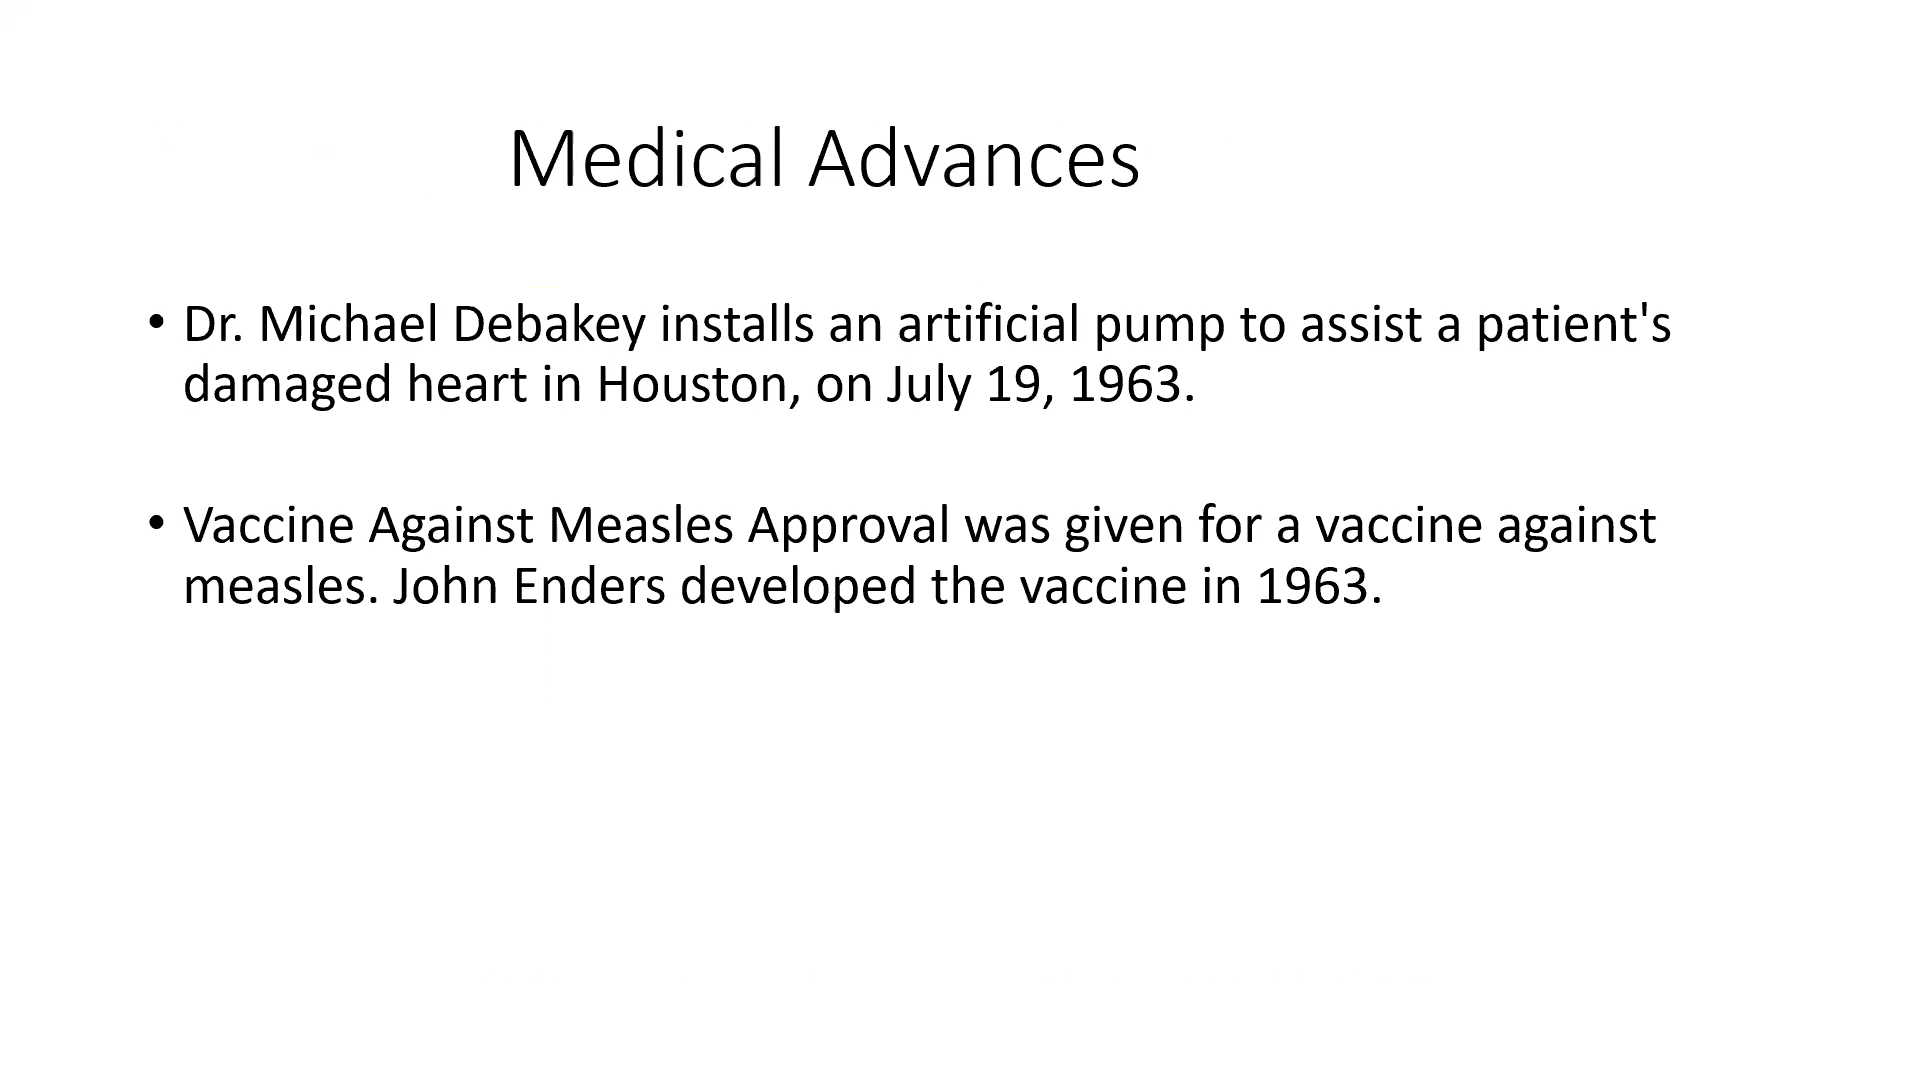 Medical Advances
• Dr. Michael Debakey installs an artificial pump to assist a patient's
damaged heart in Houston, on July 19, 1963.
• Vaccine Against Measles Approval was given for a vaccine against
measles. John Enders developed the vaccine in 1963.